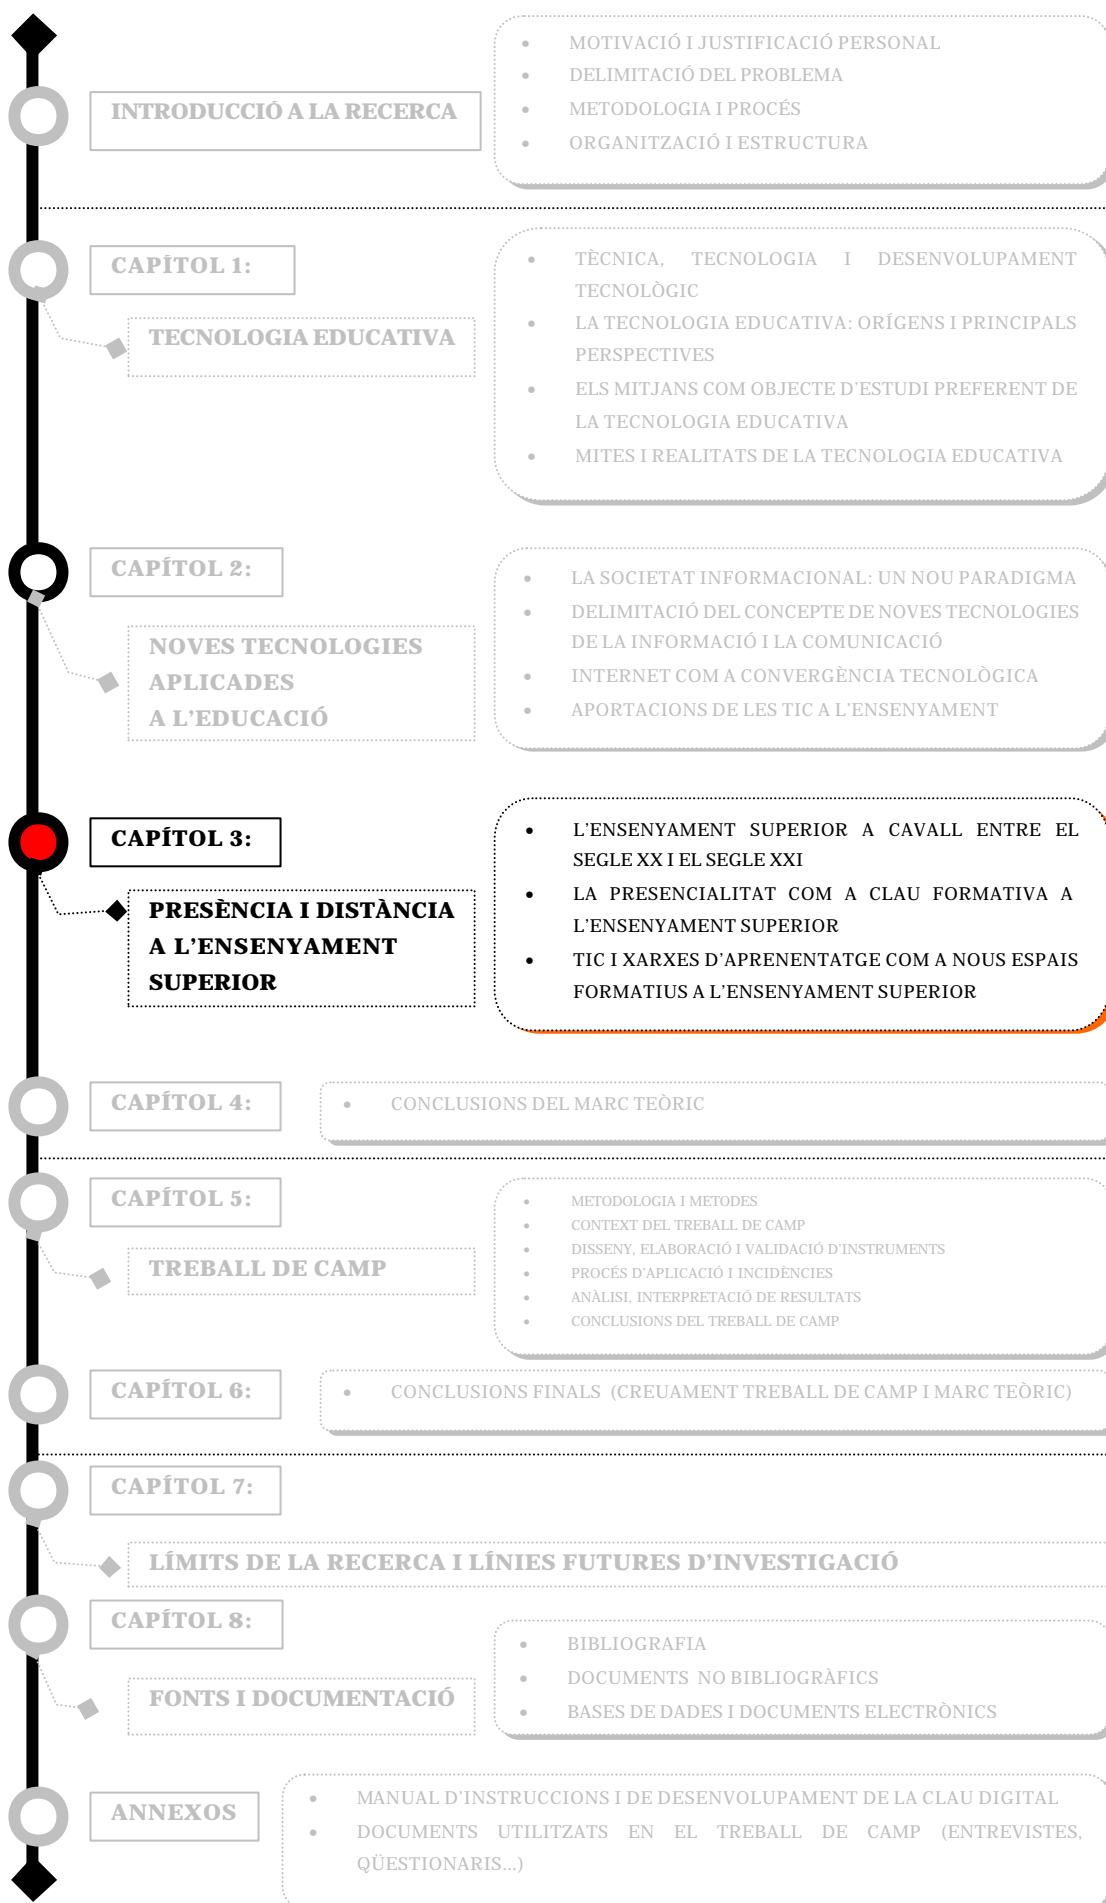 INTRODUCCIÓ A LA RECERCA
• MOTIVACIÓ I JUSTIFICACIÓ PERSONAL
• DELIMITACIÓ DEL PROBLEMA
• METODOLOGIA I PROCÉS
• ORGANITZACIÓ I ESTRUCTURA
CAPÍTOL 1:
TECNOLOGIA EDUCATIVA
• TÈCNICA, TECNOLOGIA I DESENVOLUPAMENT
TECNOLÒGIC
• LA TECNOLOGIA EDUCATIVA: ORÍGENS I PRINCIPALS
PERSPECTIVES
• ELS MITJANS COM OBJECTE D'ESTUDI PREFERENT DE
LA TECNOLOGIA EDUCATIVA
• MITES I REALITATS DE LA TECNOLOGIA EDUCATIVA
CAPÍTOL 2:
NOVES TECNOLOGIES
APLICADES
A L'EDUCACIÓ
• LA SOCIETAT INFORMACIONAL: UN NOU PARADIGMA
• DELIMITACIÓ DEL CONCEPTE DE NOVES TECNOLOGIES
DE LA INFORMACIÓ I LA COMUNICACIÓ
• INTERNET COM A CONVERGÈNCIA TECNOLÒGICA
• APORTACIONS DE LES TIC A L'ENSENYAMENT
CAPÍTOL 3:
PRESÈNCIA I DISTÀNCIA
A L'ENSENYAMENT
SUPERIOR
• L'ENSENYAMENT SUPERIOR A CAVALL ENTRE EL
SEGLE XX I EL SEGLE XXI
• LA PRESENCIALITAT COM A CLAU FORMATIVA A
L'ENSENYAMENT SUPERIOR
• TIC I XARXES D'APRENENTATGE COM A NOUS ESPAIS
FORMATIUS A L'ENSENYAMENT SUPERIOR
CAPÍTOL 4:
• CONCLUSIONS DEL MARC TEÒRIC
CAPÍTOL 5:
TREBALL DE CAMP
• METODOLOGIA I METODES
• CONTEXT DEL TREBALL DE CAMP
• DISSENY, ELABORACIÓ I VALIDACIÓ D'INSTRUMENTS
• PROCÉS D'APLICACIÓ I INCIDÈNCIES
• ANÀLISI, INTERPRETACIÓ DE RESULTATS
• CONCLUSIONS DEL TREBALL DE CAMP
CAPÍTOL 6:
• CONCLUSIONS FINALS (CREUAMENT TREBALL DE CAMP I MARC TEÒRIC)
CAPÍTOL 7:
LÍMITS DE LA RECERCA I LÍNIES FUTURES D'INVESTIGACIÓ
CAPÍTOL 8:
FONTS I DOCUMENTACIÓ
• BIBLIOGRAFIA
• DOCUMENTS NO BIBLIOGRÀFICS
• BASES DE DADES I DOCUMENTS ELECTRÒNICS
ANNEXOS
• MANUAL D'INSTRUCCIONS I DE DESENVOLUPAMENT DE LA CLAU DIGITAL
• DOCUMENTS UTILITZATS EN EL TREBALL DE CAMP (ENTREVISTES,
QÜESTIONARIS...)